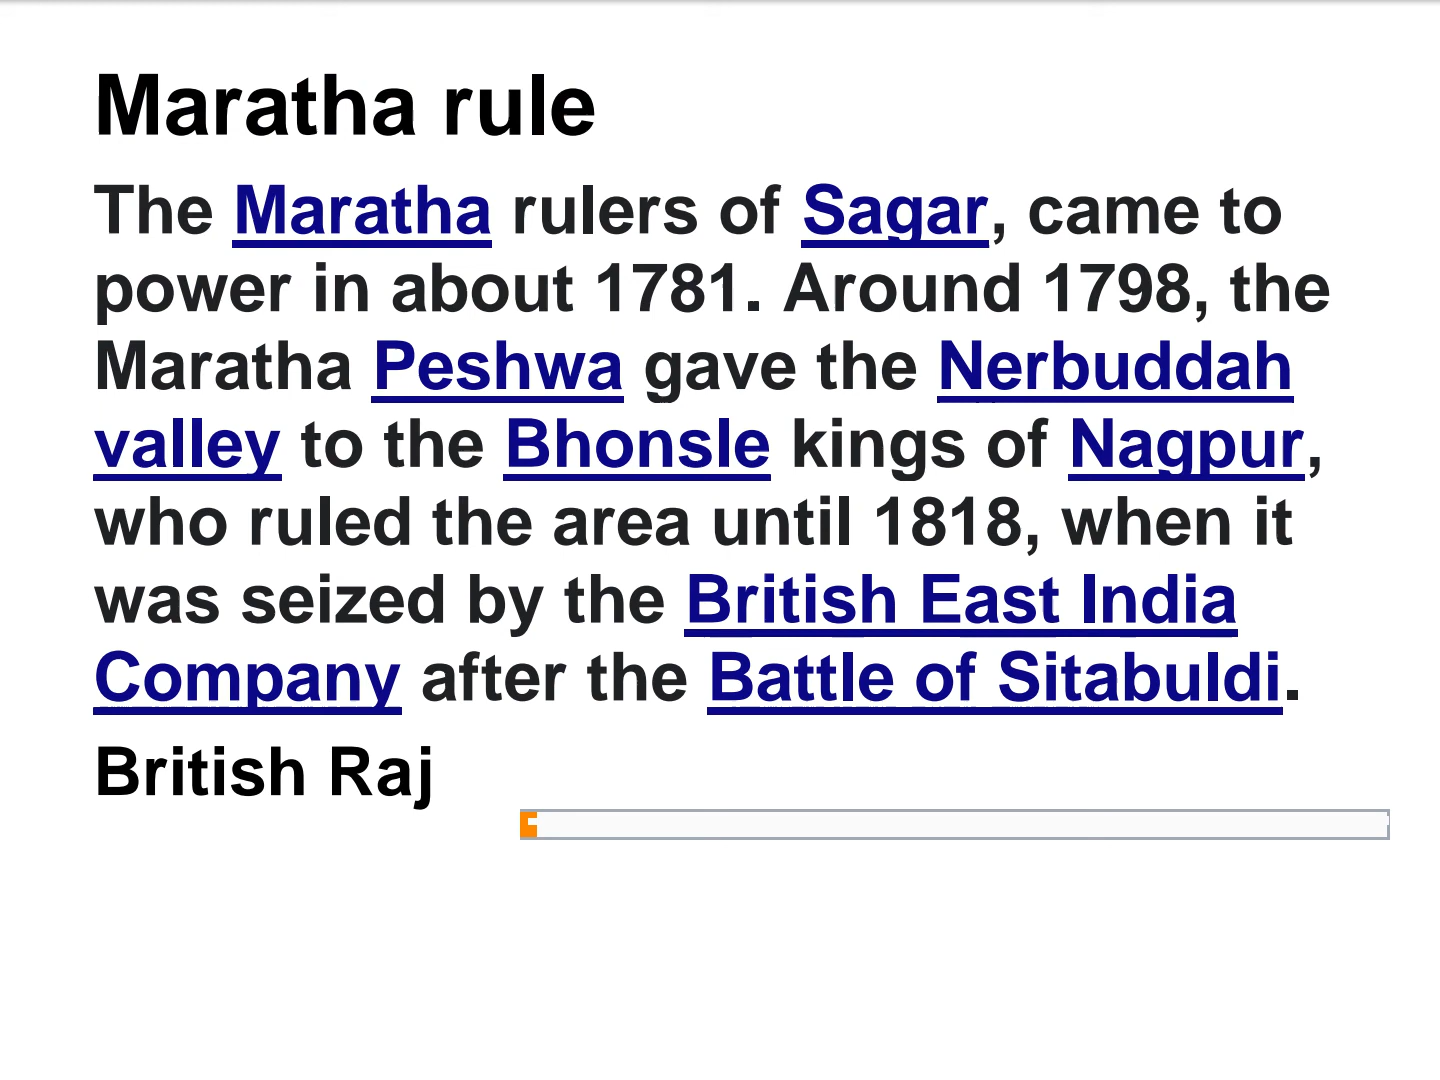 Maratha rule
The Maratha rulers of Sagar, came to
power in about 1781. Around 1798, the
Maratha Peshwa gave the Nerbuddah
valley to the Bhonsle kings of Nagpur,
who ruled the area until 1818, when it
was seized by the British East India
Company after the Battle of Sitabuldi.
British Raj